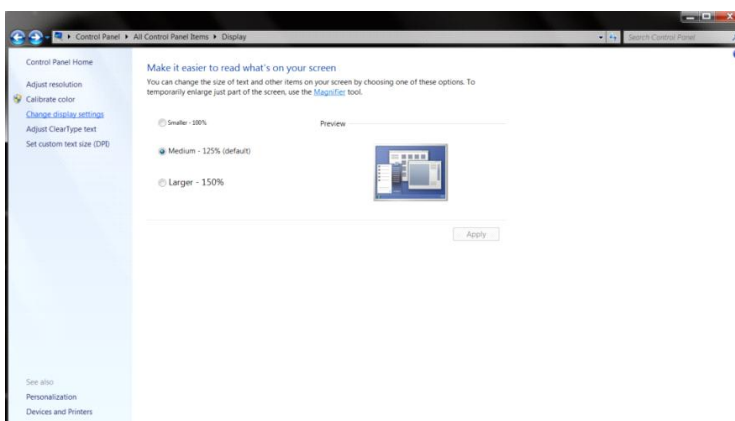 Control Panel ▸ All Control Panel Items ▸ Display
Search Control Panel
Control Panel Home
Adjust resolution
Calibrate color
Change display settings
Adjust ClearType text
Set custom text size (DPI)
See also
Personalization
Devices and Printers
Make it easier to read what's on your screen
You can change the size of text and other items on your screen by choosing one of these options. To
temporarily enlarge just part of the screen, use the Magnifier tool.
Smaller - 100%
Preview
Medium - 125% (default)
Larger - 150%
Apply